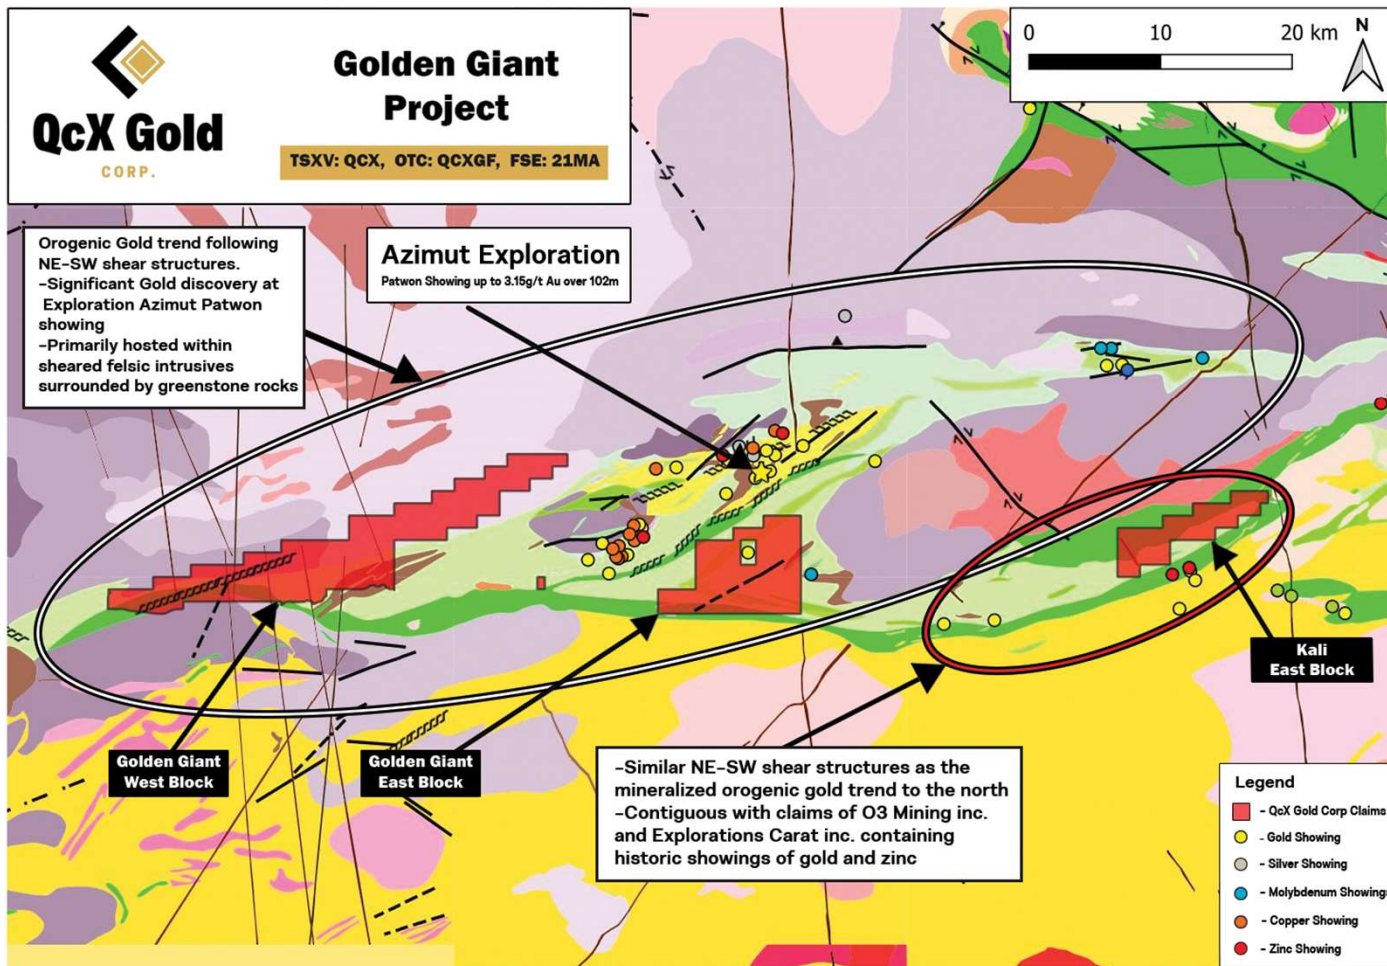 QcX Gold
CORP.
Golden Giant
Project
TSXV: QCX, OTC: QCXGF, FSE: 21MA
0 10 20 km
N
Orogenic Gold trend following
NE-SW shear structures.
-Significant Gold discovery at
Exploration Azimut Patwon
showing
-Primarily hosted within
sheared felsic intrusives
surrounded by greenstone rocks
Azimut Exploration
Patwon Showing up to 3.15g/t Au over 102m
Kali
East Block
Golden Giant
West Block
Golden Giant
East Block
-Similar NE-SW shear structures as the
mineralized orogenic gold trend to the north
-Contiguous with claims of O3 Mining inc.
and Explorations Carat inc. containing
historic showings of gold and zinc
Legend
- QcX Gold Corp Claims
- Gold Showing
- Silver Showing
- Molybdenum Showings
- Copper Showing
- Zinc Showing